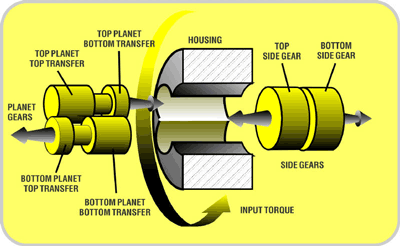 TOP PLANET
TOP TRANSFER
TOP PLANET
BOTTOM TRANSFER
HOUSING
TOP
SIDE GEAR
BOTTOM
SIDE GEAR
PLANET
GEARS
SIDE GEARS
BOTTOM PLANET
TOP TRANSFER
BOTTOM PLANET
BOTTOM TRANSFER
INPUT TORQUE